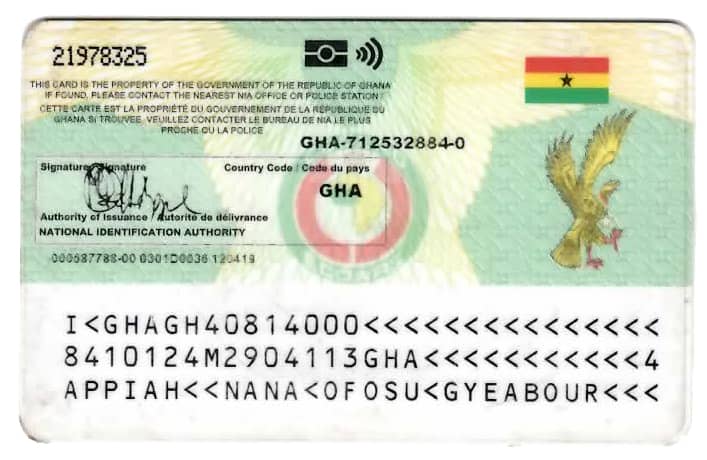 21978325
THIS CARD IS THE PROPERTY OF THE GOVERNMENT OF THE REPUBLIC OF GHANA
IF FOUND, PLEASE CONTACT THE NEAREST NIA OFFICE OR POLICE STATION
CETTE CARTE EST LA PROPRIÉTÉ DU GOUVERNEMENT DE LA RÉPUBLIQUE DU
GHANA SI TROUVEE, VEUILLEZ CONTACTER LE BUREAU DE NIA LE PLUS
PROCHE OU LA POLICE
GHA-712532884-0
Signature/Signature
Country Code / Code du pays
GHA
Authority of Issuance /Autorite de délivrance
NATIONAL IDENTIFICATION AUTHORITY
000587788-00 0301D0036 120419
I<GHAGH40814000<<<<<<<<<<<<<<<
8410124M2904113GHA<<<<<<<<<<<4
APPIAH<<NANA<OFOSU<GYEABOUR<<<